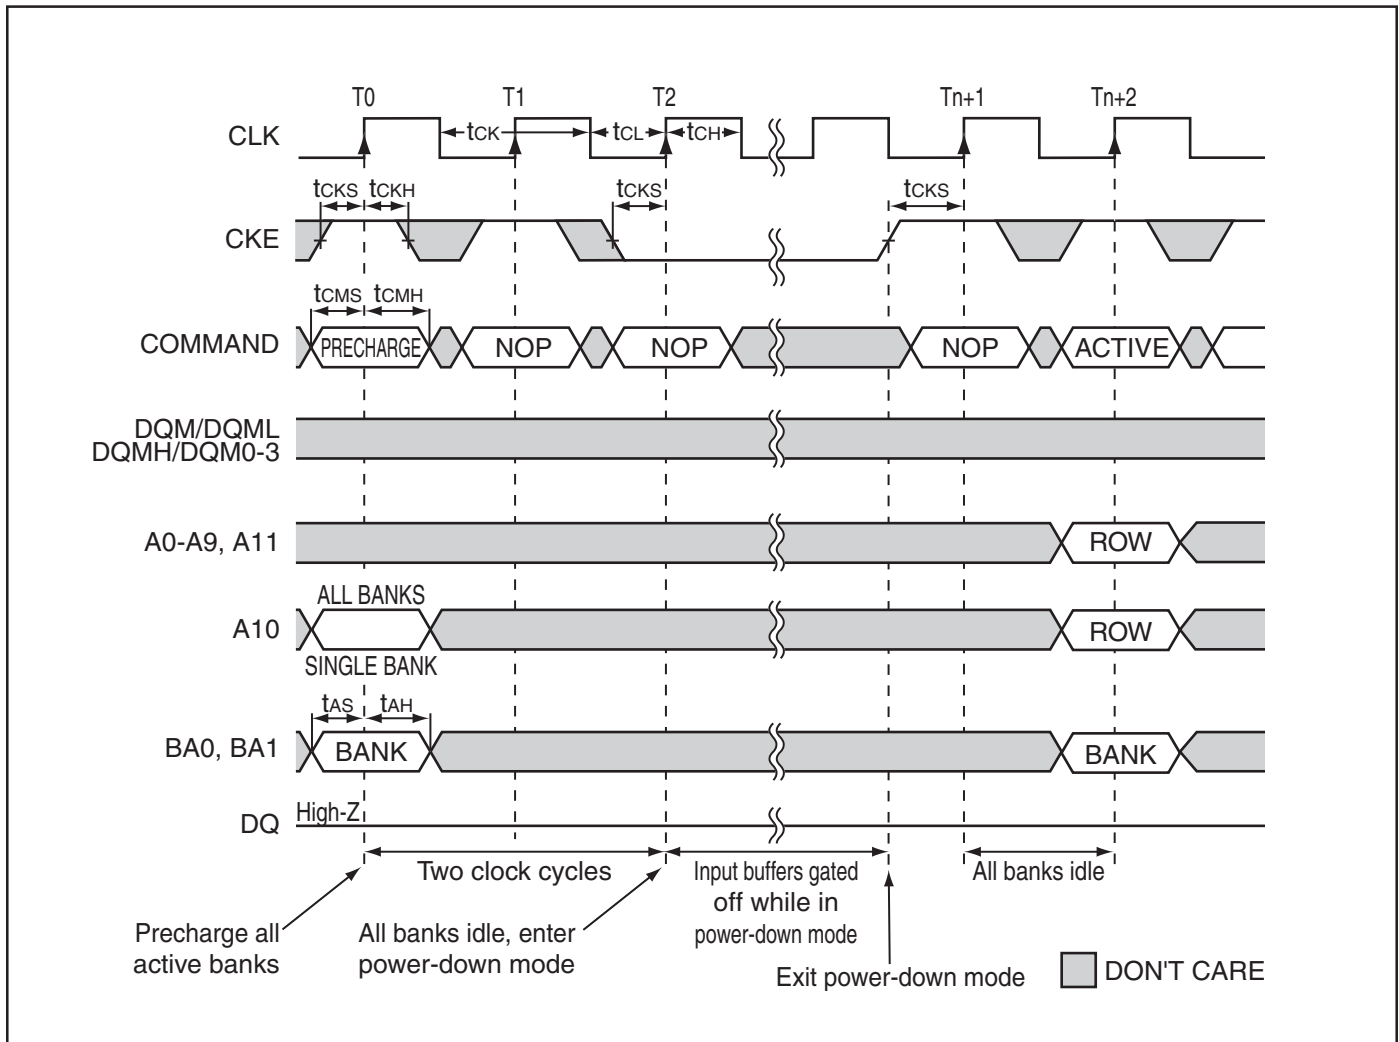 T0 T1 T2 Tn+1 Tn+2
CLK tCK tCL tCH
tCKS tCKH tCKS tCKS
CKE
tCMS tCMH
COMMAND PRECHARGE NOP NOP NOP ACTIVE
DQM/DQML
DQMH/DQM0-3
A0-A9, A11 ROW
ALL BANKS
A10 ROW
SINGLE BANK
tAS tAH
BA0, BA1 BANK BANK
High-Z
DQ
Two clock cycles
Input buffers gated
off while in
power-down mode
All banks idle
Precharge all
active banks
All banks idle, enter
power-down mode
Exit power-down mode
DON'T CARE